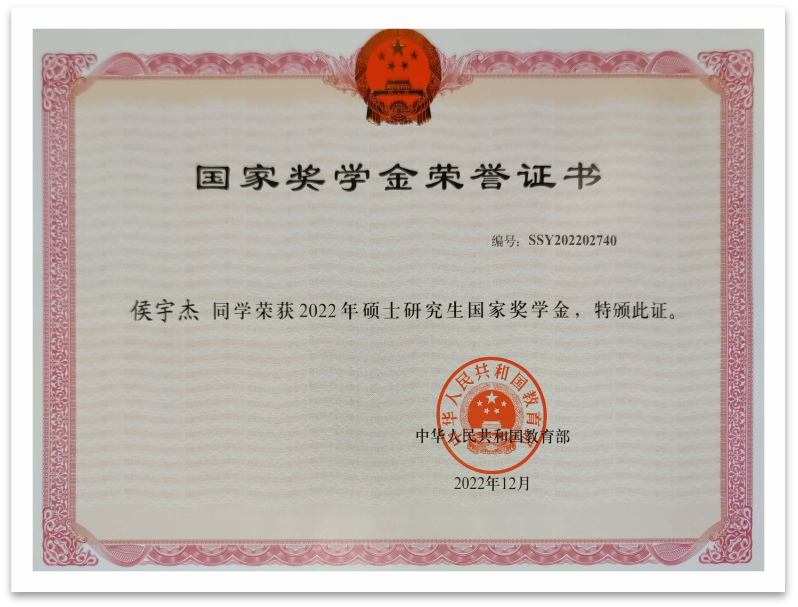 国家奖学金荣誉证书
编号：SSY202202740
侯宇杰 同学荣获2022年硕士研究生国家奖学金，特颁此证。
中华人民共和国教育部
中华人民共和国教育部
2022年12月